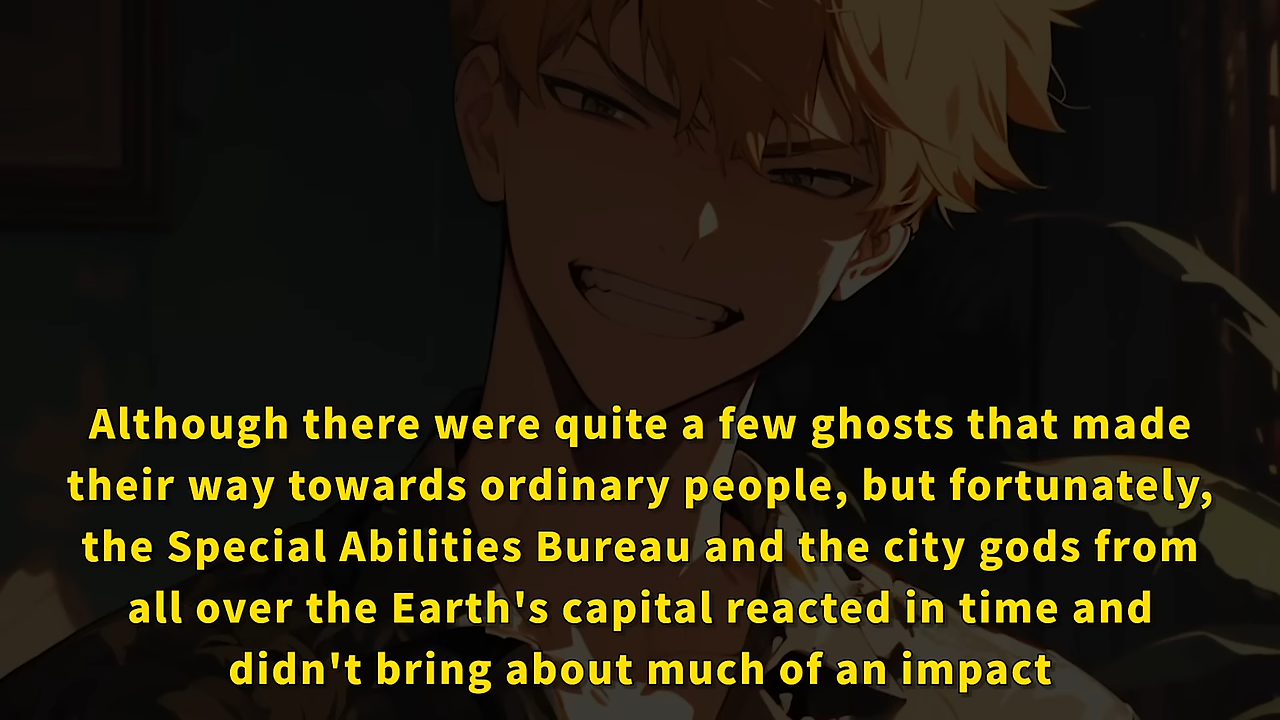 Although there were quite a few ghosts that made
their way towards ordinary people, but fortunately,
the Special Abilities Bureau and the city gods from
all over the Earth's capital reacted in time and
didn't bring about much of an impact